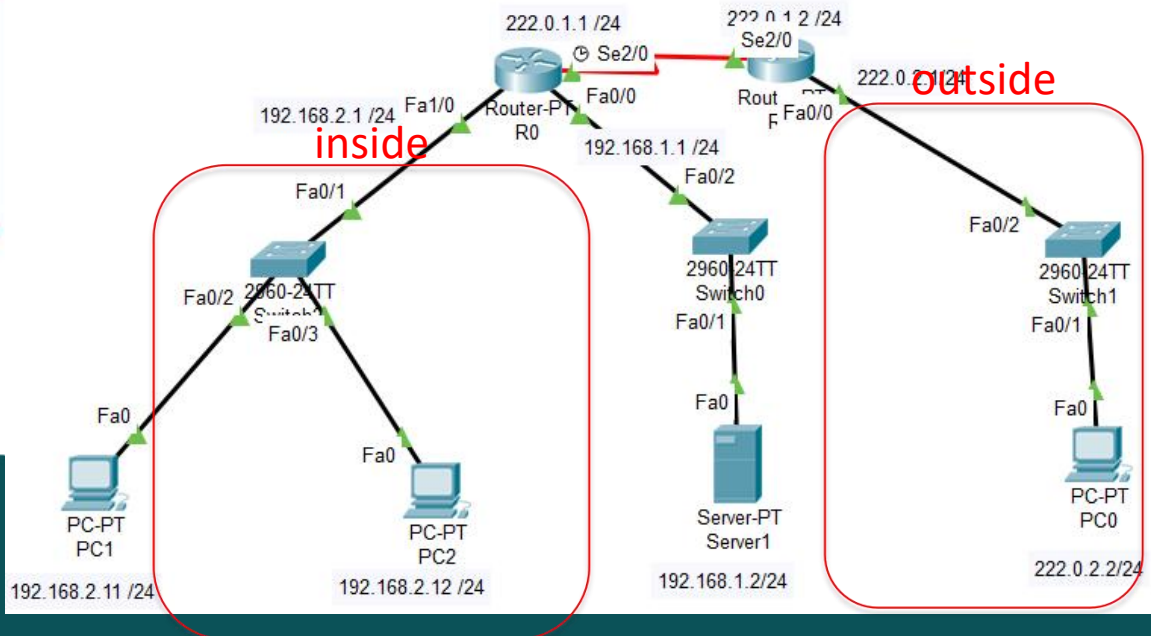 222.0.1.1 /24
222.0.1.2 /24
Se2/0
Se2/0
222.0.2.1/24
outside
Fa1/0
Router-PT
R0
Fa0/0
Fa0/0
192.168.2.1 /24
inside
192.168.1.1 /24
Fa0/1
Fa0/2
Fa0/2
2960-24TT
Fa0/2
Fa0/3
2960-24TT
Switch0
2960-24TT
Switch1
Fa0/1
Fa0/1
Fa0
Fa0
Fa0
Fa0
PC-PT
PC1
PC-PT
PC2
Server-PT
Server1
PC-PT
PC0
192.168.2.11 /24
192.168.2.12 /24
192.168.1.2/24
222.0.2.2/24